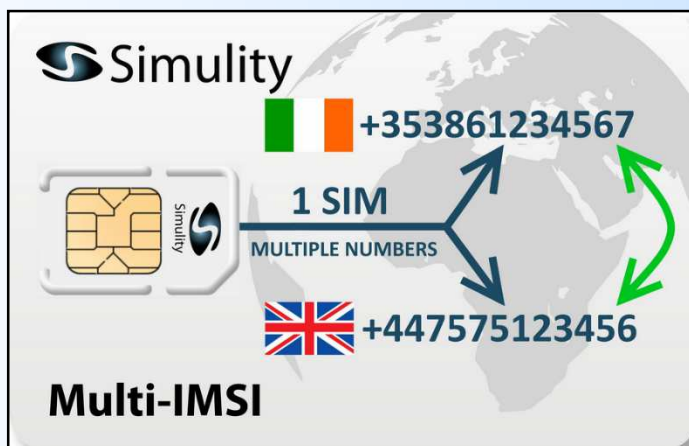 Simulity
+353861234567
1 SIM
MULTIPLE NUMBERS
Simulity
+447575123456
Multi-IMSI